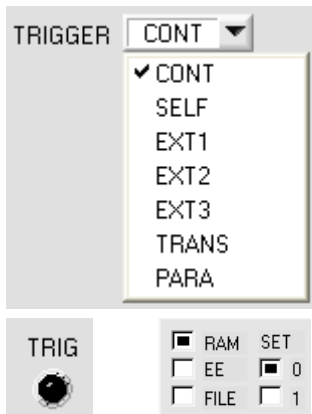 TRIGGER CONT
CONT
SELF
EXT1
EXT2
EXT3
TRANS
PARA
TRIG
RAM SET
EE 0
FILE 1